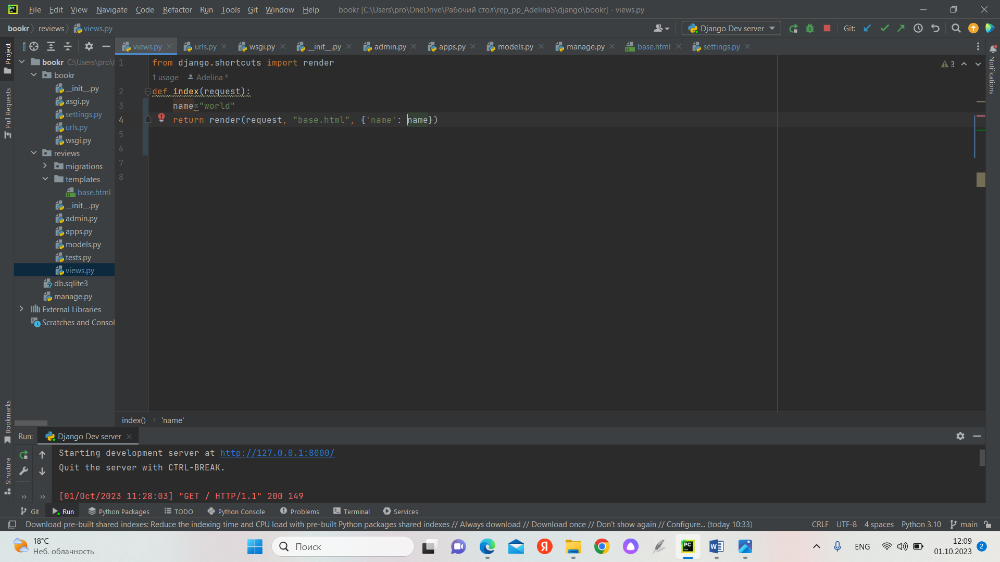 File Edit View Navigate Code Refactor Run Tools Git Window Help bookr [C:\Users\pro\OneDrive\Рабочий стол\rep_pp_AdelinaS\django\bookr] - views.py
bookr reviews views.py Django Dev server Git:
views.py urls.py wsgi.py __init__.py admin.py apps.py models.py manage.py base.html settings.py
Project
Pull Requests
Bookmarks
Structure
Notifications
bookr C:\Users\pro\
bookr
__init__.py
asgi.py
settings.py
urls.py
wsgi.py
reviews
migrations
templates
base.html
__init__.py
admin.py
apps.py
models.py
tests.py
views.py
db.sqlite3
manage.py
External Libraries
Scratches and Consol
1 from django.shortcuts import render
1 usage Adelina *
2 def index(request):
3 name="world"
4 return render(request, "base.html", {'name': name})
5
6
7
8
3
index() 'name'
Run: Django Dev server
Starting development server at http://127.0.0.1:8000/
Quit the server with CTRL-BREAK.
[01/Oct/2023 11:28:03] "GET / HTTP/1.1" 200 149
Git Run Python Packages TODO Python Console Problems Terminal Services
Download pre-built shared indexes: Reduce the indexing time and CPU load with pre-built Python packages shared indexes // Always download // Download once // Don't show again // Configure... (today 10:33) CRLF UTF-8 4 spaces Python 3.10 main
18°C
Неб. облачность
Поиск
ENG
12:09
01.10.2023
2